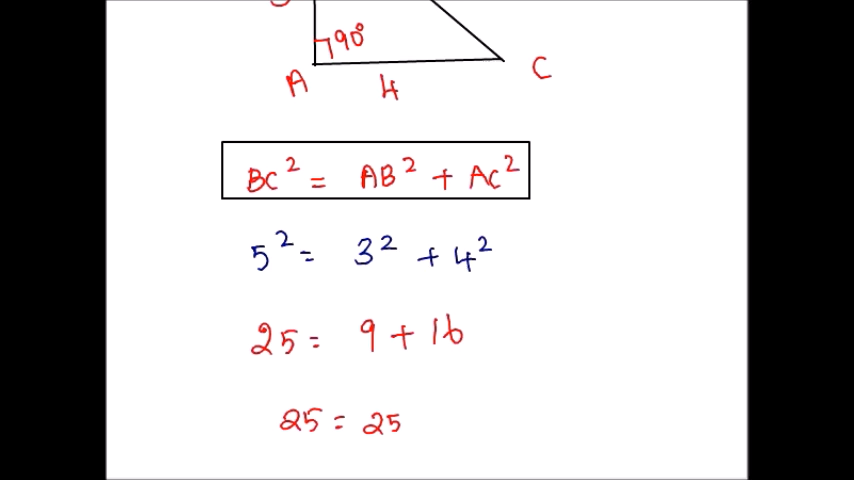 90°
A
4
C
BC² = AB² + AC²
5² = 3² + 4²
25 = 9 + 16
25 = 25